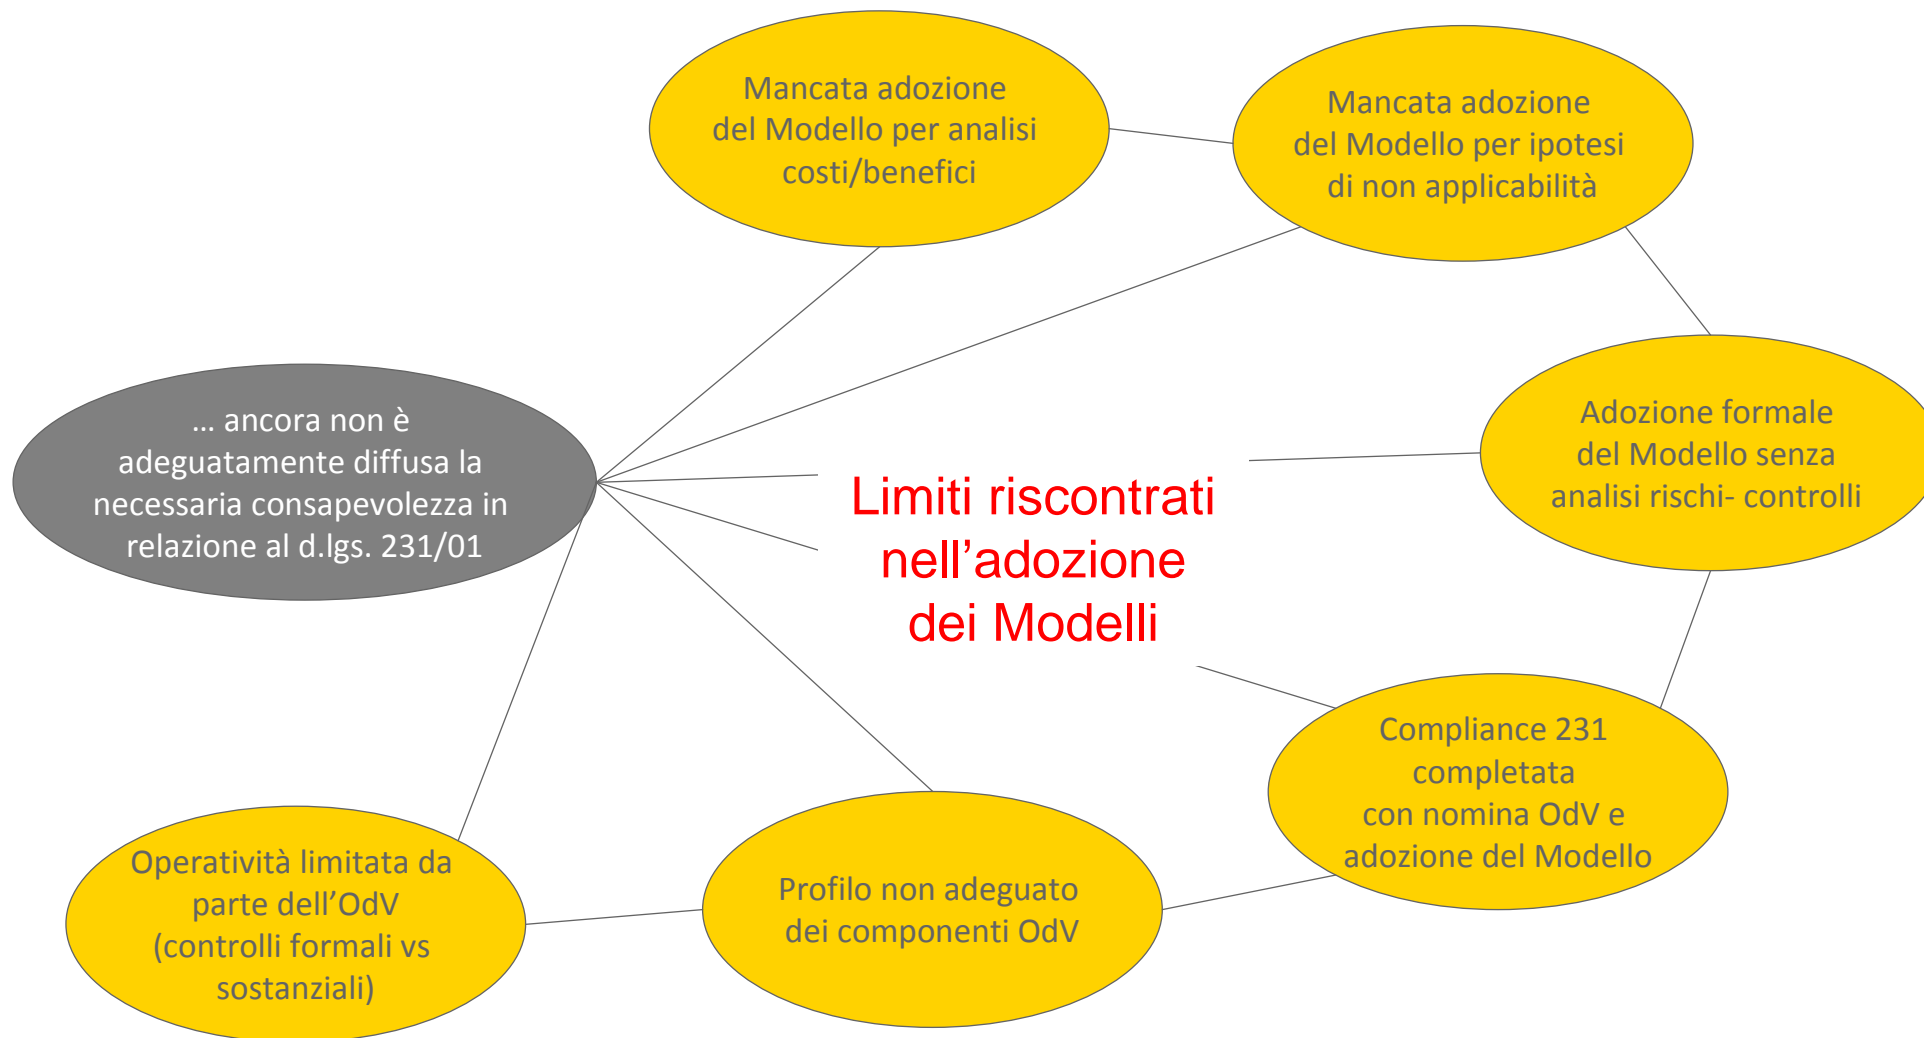 Mancata adozione
del Modello per analisi
costi/benefici
Mancata adozione
del Modello per ipotesi
di non applicabilità
... ancora non è
adeguatamente diffusa la
necessaria consapevolezza in
relazione al d.lgs. 231/01
Limiti riscontrati
nell’adozione
dei Modelli
Adozione formale
del Modello senza
analisi rischi- controlli
Compliance 231
completata
con nomina OdV e
adozione del Modello
Profilo non adeguato
dei componenti OdV
Operatività limitata da
parte dell’OdV
(controlli formali vs
sostanziali)